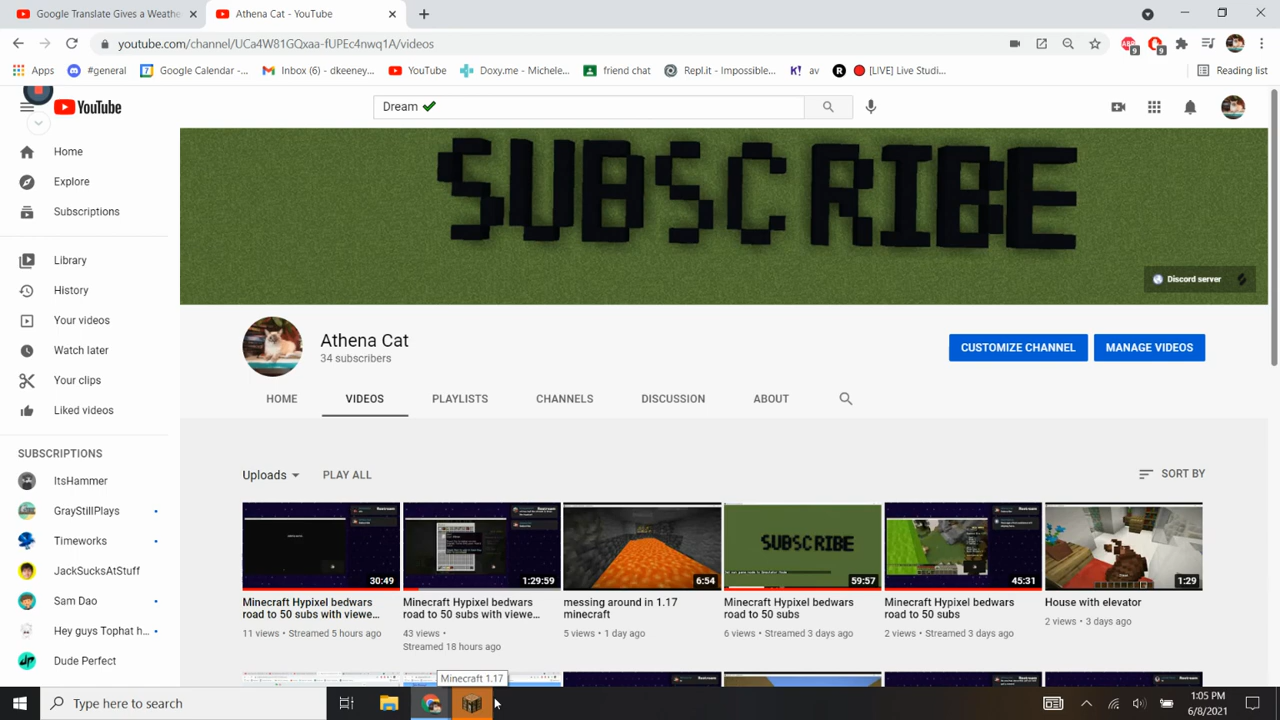 Google Translate Gives a Weathe
Athena Cat - YouTube
youtube.com/channel/UCa4W81GQxaa-fUPEc4nwq1A/videos
Apps
#general
Google Calendar -...
Inbox (6) - dkeeney...
YouTube
Doxy.me - Michele...
friend chat
Repl.it - Impossible...
av
[LIVE] Live Studi...
Reading list
YouTube
Dream ✔
Home
Explore
Subscriptions
Library
History
Your videos
Watch later
Your clips
Liked videos
SUBSCRIPTIONS
ItsHammer
GrayStillPlays
Timeworks
JackSucksAtStuff
Sam Dao
Hey guys Tophat h...
Dude Perfect
SUBSCRIBE
Discord server
Athena Cat
34 subscribers
CUSTOMIZE CHANNEL
MANAGE VIDEOS
HOME
VIDEOS
PLAYLISTS
CHANNELS
DISCUSSION
ABOUT
Uploads
PLAY ALL
SORT BY
30:49
Minecraft Hypixel bedwars
road to 50 subs with viewe...
11 views • Streamed 5 hours ago
1:29:59
Minecraft Hypixel bedwars
road to 50 subs with viewe...
43 views •
Streamed 18 hours ago
6:54
messing around in 1.17
minecraft
5 views • 1 day ago
SUBSCRIBE
59:57
Minecraft Hypixel bedwars
road to 50 subs
6 views • Streamed 3 days ago
45:31
Minecraft Hypixel bedwars
road to 50 subs
2 views • Streamed 3 days ago
1:29
House with elevator
2 views • 3 days ago
Minecraft 1.17
Type here to search
1:05 PM
6/8/2021